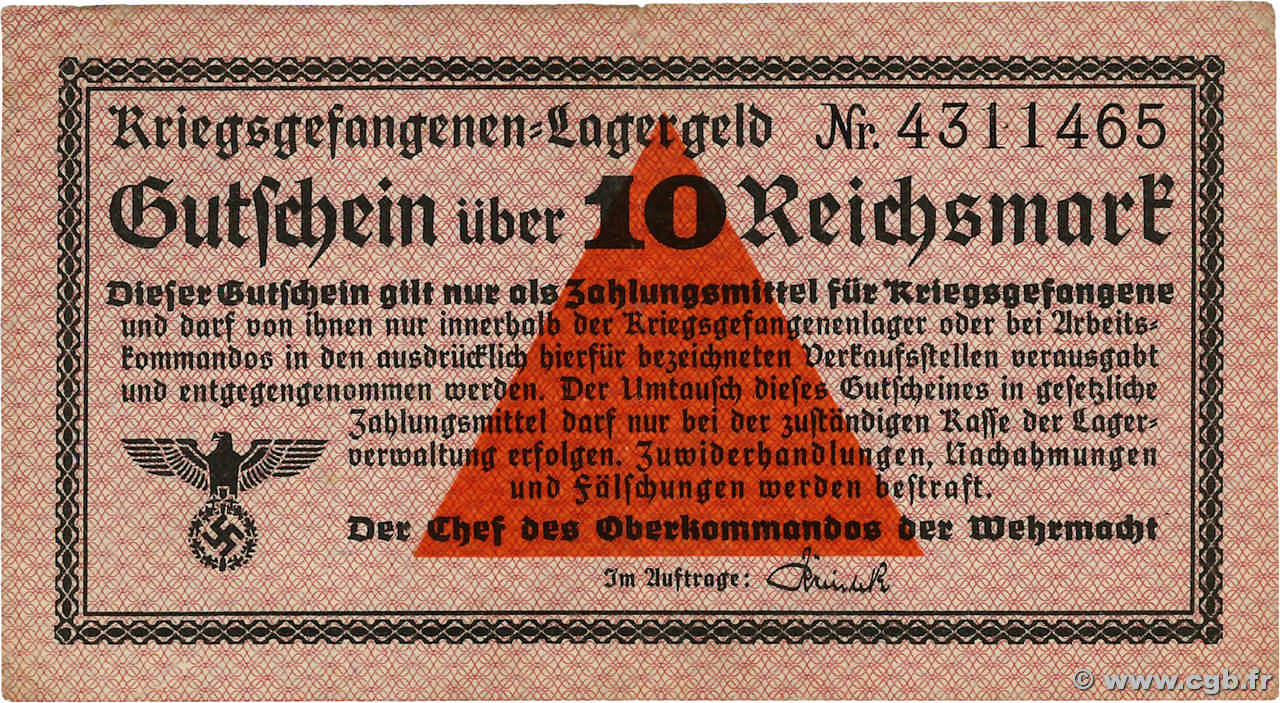 Kriegsgefangenen-Lagergeld Nr. 4311465
Gutschein über 10 Reichsmark
Dieser Gutschein gilt nur als Zahlungsmittel für Kriegsgefangene
und darf von ihnen nur innerhalb der Kriegsgefangenenlager oder bei Arbeits-
kommandos in den ausdrücklich hierfür bezeichneten Verkaufsstellen verausgabt
und entgegengenommen werden. Der Umtausch dieses Gutscheines in gesetzliche
Zahlungsmittel darf nur bei der zuständigen Kasse der Lager-
verwaltung erfolgen. Zuwiderhandlungen, Nachahmungen
und Fälschungen werden bestraft.
Der Chef des Oberkommandos der Wehrmacht
Im Auftrage:
© www.cgb.fr